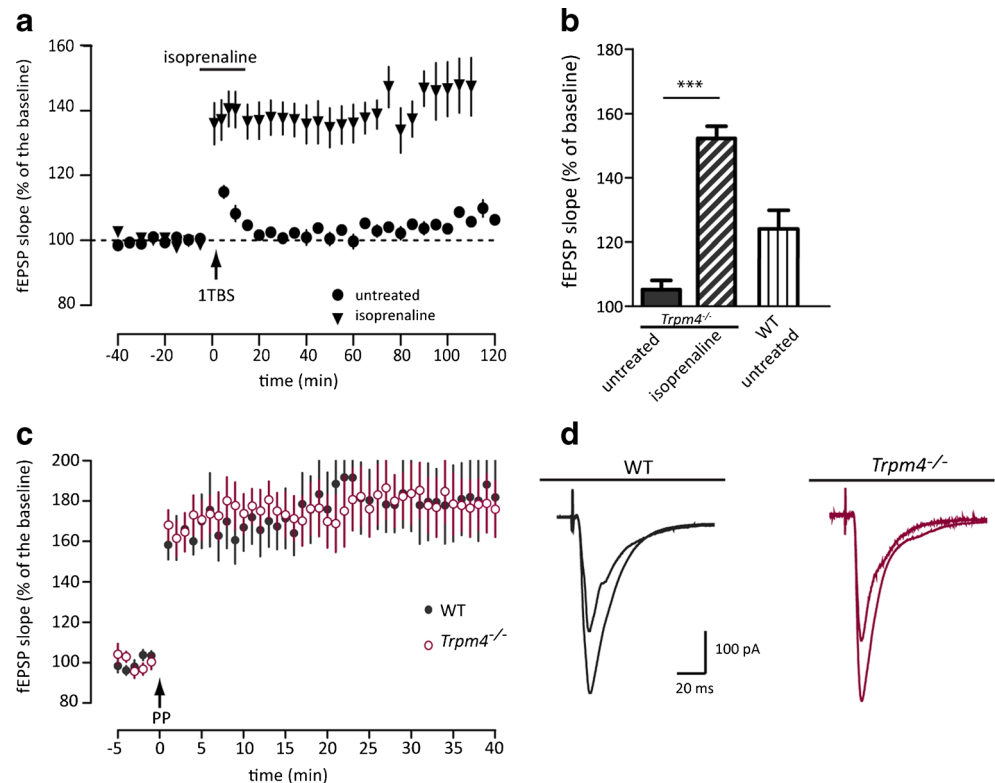 a
fEPSP slope (% of the baseline)
160
140
120
100
80
isoprenaline
1TBS
untreated
isoprenaline
-40 -20 0 20 40 60 80 100 120
time (min)
b
fEPSP slope (% of baseline)
180
160
140
120
100
***
Trpm4-/-
untreated
isoprenaline
WT
untreated
c
fEPSP slope (% of the baseline)
200
180
160
140
120
100
80
WT
Trpm4-/-
PP
-5 0 5 10 15 20 25 30 35 40
time (min)
d
WT
Trpm4-/-
100 pA
20 ms